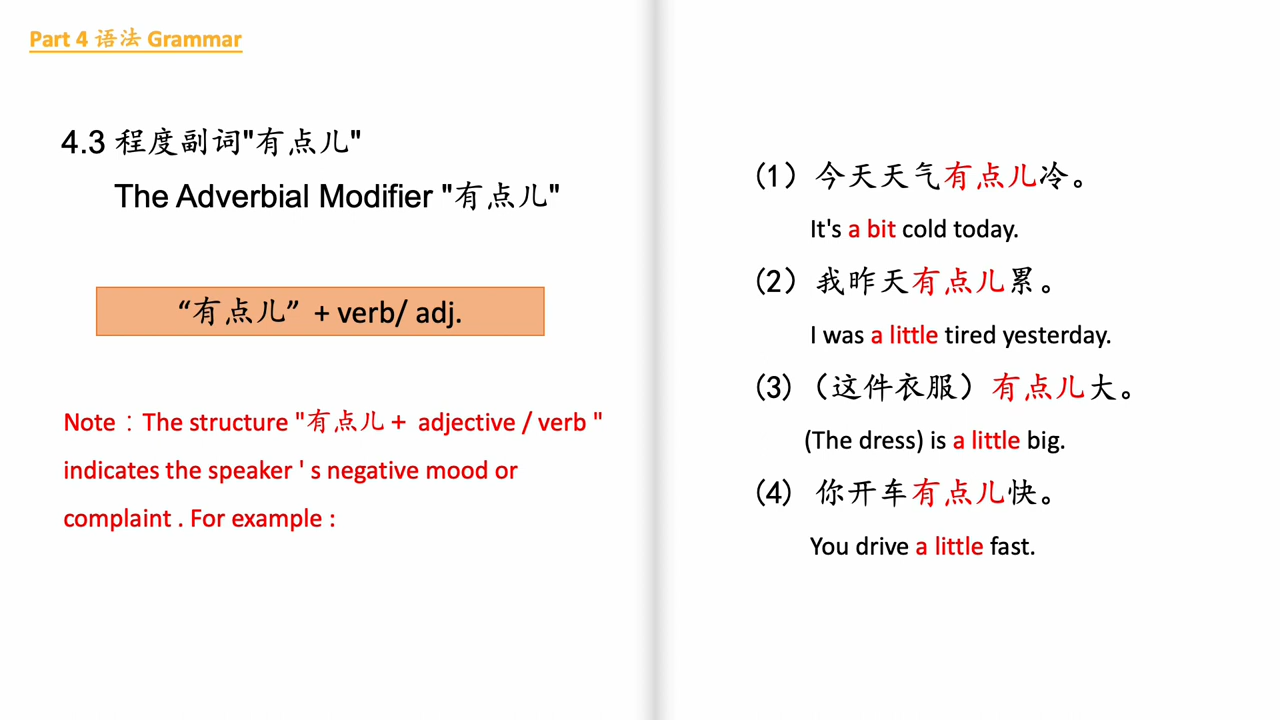 Part 4 语法 Grammar
4.3 程度副词"有点儿"
The Adverbial Modifier "有点儿"
“有点儿” + verb/ adj.
Note：The structure "有点儿 + adjective / verb "
indicates the speaker ' s negative mood or
complaint . For example :
(1）今天天气有点儿冷。
It's a bit cold today.
(2）我昨天有点儿累。
I was a little tired yesterday.
(3) （这件衣服）有点儿大。
(The dress) is a little big.
(4) 你开车有点儿快。
You drive a little fast.